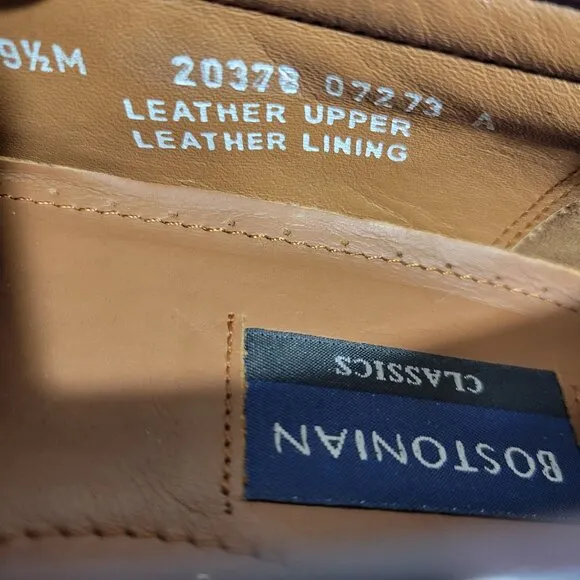 9½M 20378 07273 A
LEATHER UPPER
LEATHER LINING
BOSTONIAN
CLASSICS